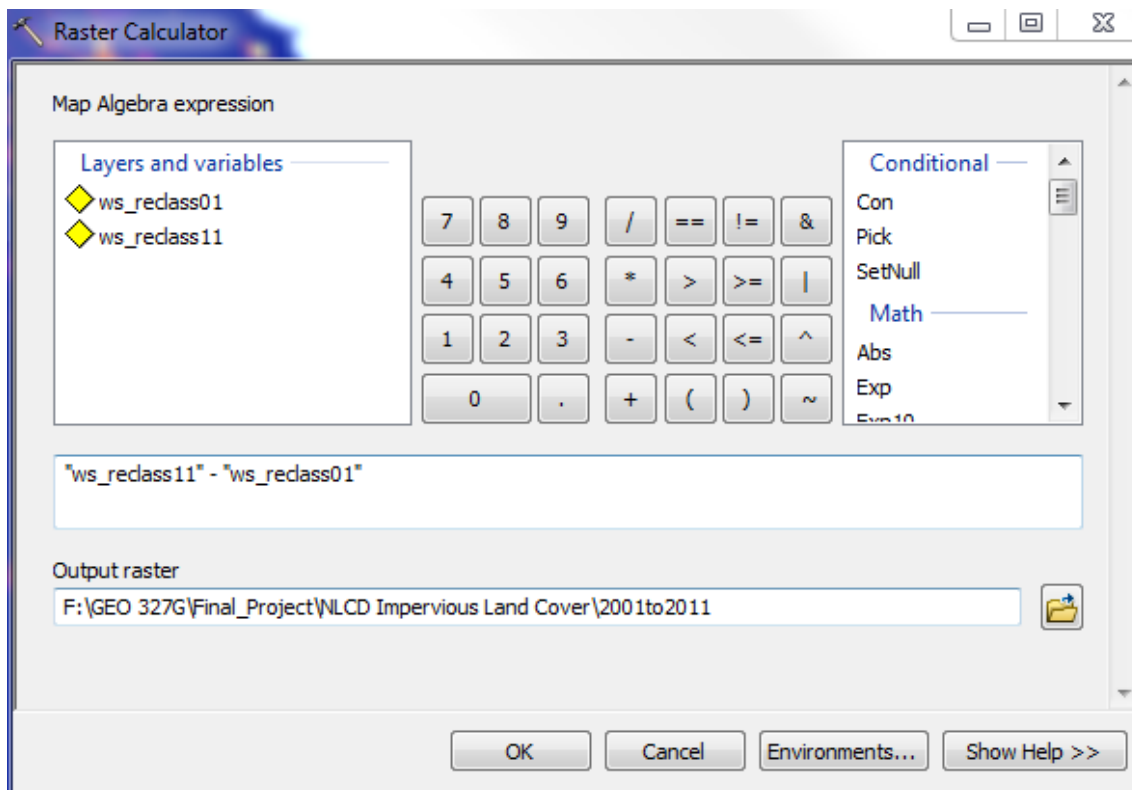 Raster Calculator
Map Algebra expression
Layers and variables
ws_reclass01
ws_reclass11
7 8 9 / == != &
4 5 6 * > >= |
1 2 3 - < <= ^
0 . + ( ) ~
Conditional
Con
Pick
SetNull
Math
Abs
Exp
Exp10
"ws_reclass11" - "ws_reclass01"
Output raster
F:\GEO 327G\Final_Project\NLCD Impervious Land Cover\2001to2011
OK Cancel Environments... Show Help >>